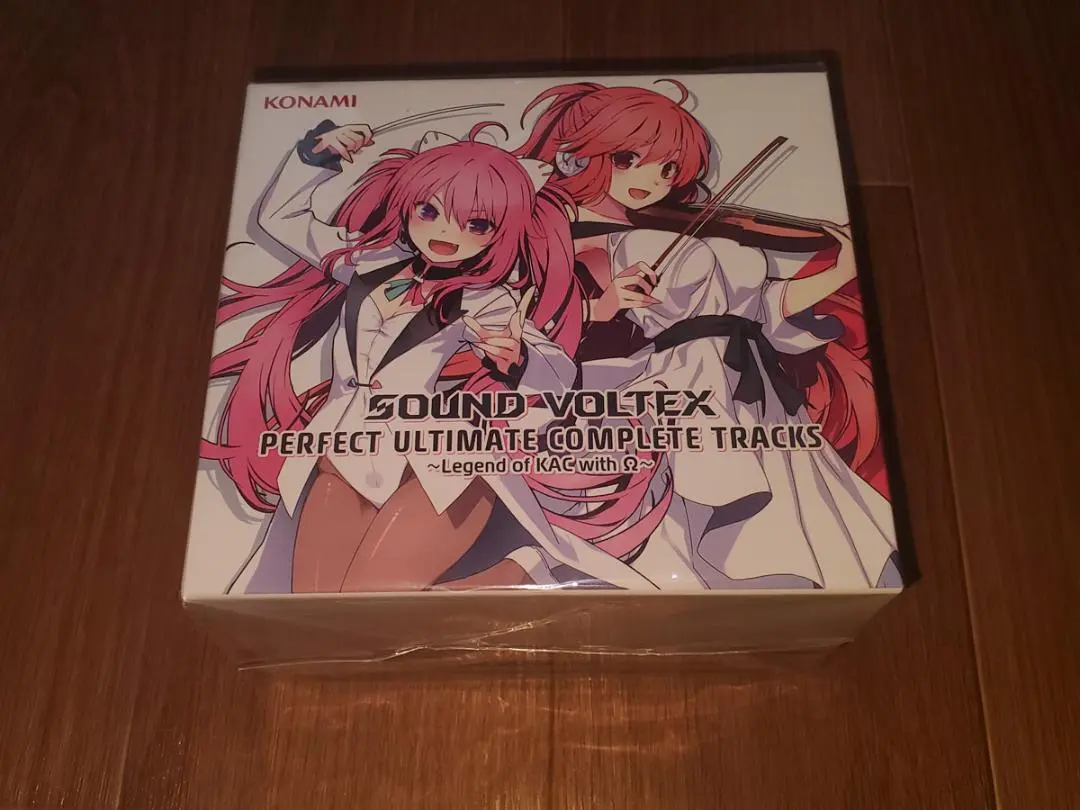 KONAMI
SOUND VOLTEX
PERFECT ULTIMATE COMPLETE TRACKS
~Legend of KAC with Ω~